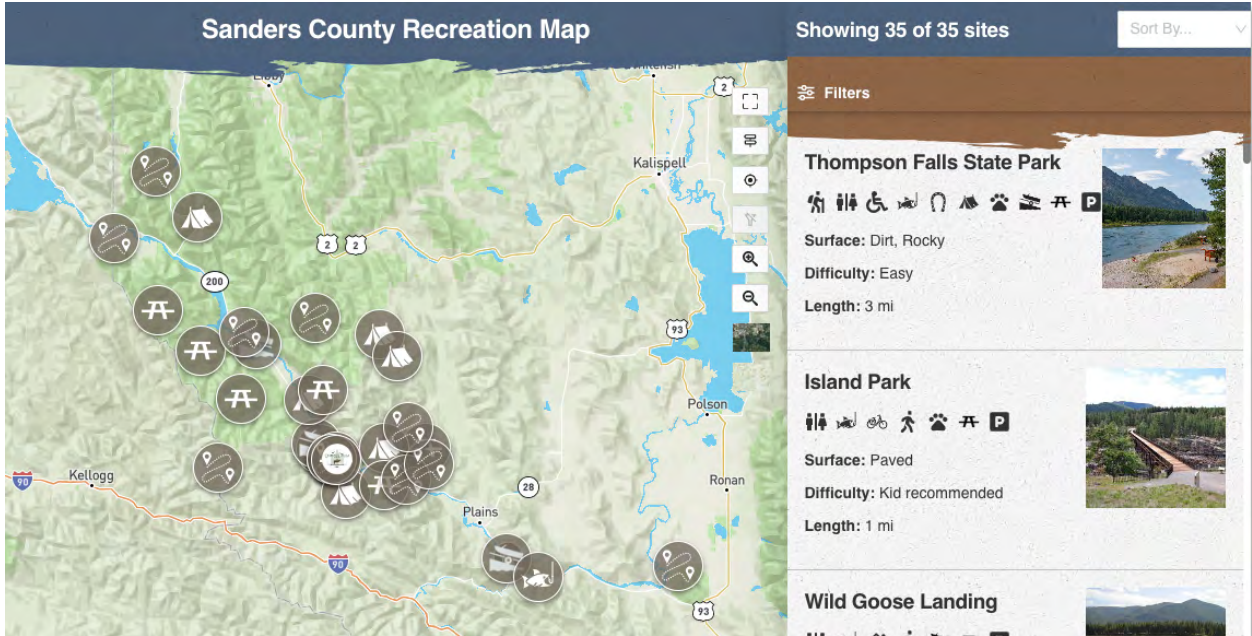 Sanders County Recreation Map
Showing 35 of 35 sites
Sort By...
Filters
Libby
2
Kalispell
2
2
200
93
Polson
Kellogg
90
Ronan
28
Plains
90
93
Thompson Falls State Park
P
Surface: Dirt, Rocky
Difficulty: Easy
Length: 3 mi
Island Park
P
Surface: Paved
Difficulty: Kid recommended
Length: 1 mi
Wild Goose Landing